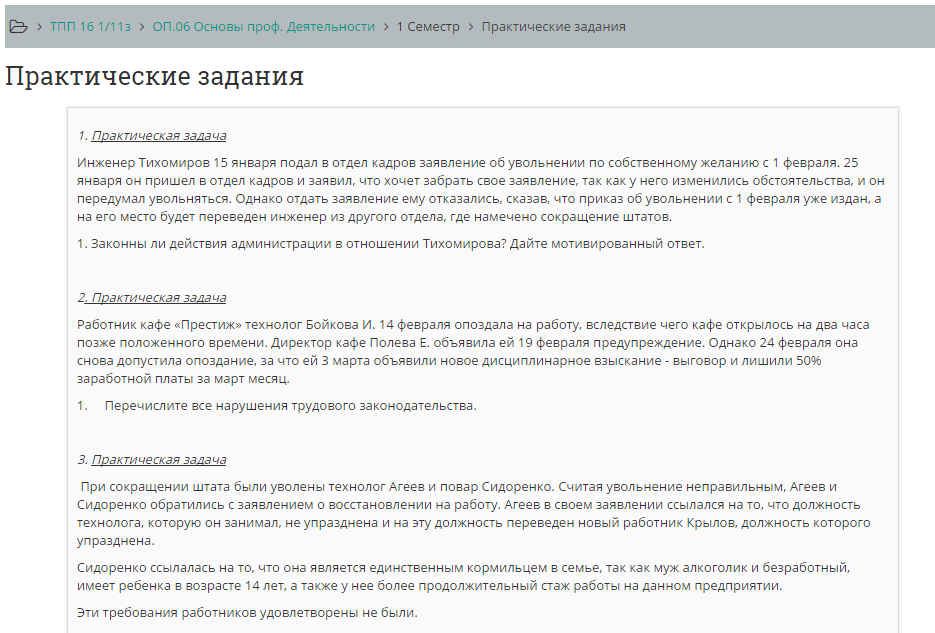 ТПП 16 1/11з > ОП.06 Основы проф. Деятельности > 1 Семестр > Практические задания
Практические задания
1. Практическая задача
Инженер Тихомиров 15 января подал в отдел кадров заявление об увольнении по собственному желанию с 1 февраля. 25
января он пришел в отдел кадров и заявил, что хочет забрать свое заявление, так как у него изменились обстоятельства, и он
передумал увольняться. Однако отдать заявление ему отказались, сказав, что приказ об увольнении с 1 февраля уже издан, а
на его место будет переведен инженер из другого отдела, где намечено сокращение штатов.
1. Законны ли действия администрации в отношении Тихомирова? Дайте мотивированный ответ.
2. Практическая задача
Работник кафе «Престиж» технолог Бойкова И. 14 февраля опоздала на работу, вследствие чего кафе открылось на два часа
позже положенного времени. Директор кафе Полева Е. объявила ей 19 февраля предупреждение. Однако 24 февраля она
снова допустила опоздание, за что ей 3 марта объявили новое дисциплинарное взыскание - выговор и лишили 50%
заработной платы за март месяц.
1. Перечислите все нарушения трудового законодательства.
3. Практическая задача
При сокращении штата были уволены технолог Агеев и повар Сидоренко. Считая увольнение неправильным, Агеев и
Сидоренко обратились с заявлением о восстановлении на работу. Агеев в своем заявлении ссылался на то, что должность
технолога, которую он занимал, не упразднена и на эту должность переведен новый работник Крылов, должность которого
упразднена.
Сидоренко ссылалась на то, что она является единственным кормильцем в семье, так как муж алкоголик и безработный,
имеет ребенка в возрасте 14 лет, а также у нее более продолжительный стаж работы на данном предприятии.
Эти требования работников удовлетворены не были.